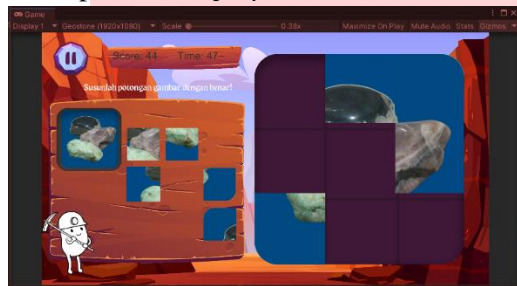 Game
Display 1 Geostone (1920x1080) Scale 0.38x Maximize On Play Mute Audio Stats Gizmos
Score: 44 Time: 47
Susunlah potongan gambar dengan benar!